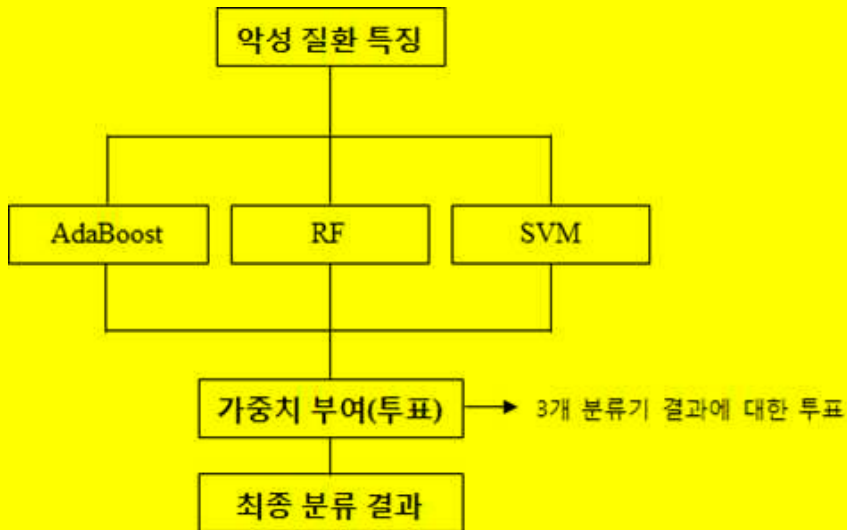 악성 질환 특징
AdaBoost
RF
SVM
가중치 부여(투표)
3개 분류기 결과에 대한 투표
최종 분류 결과